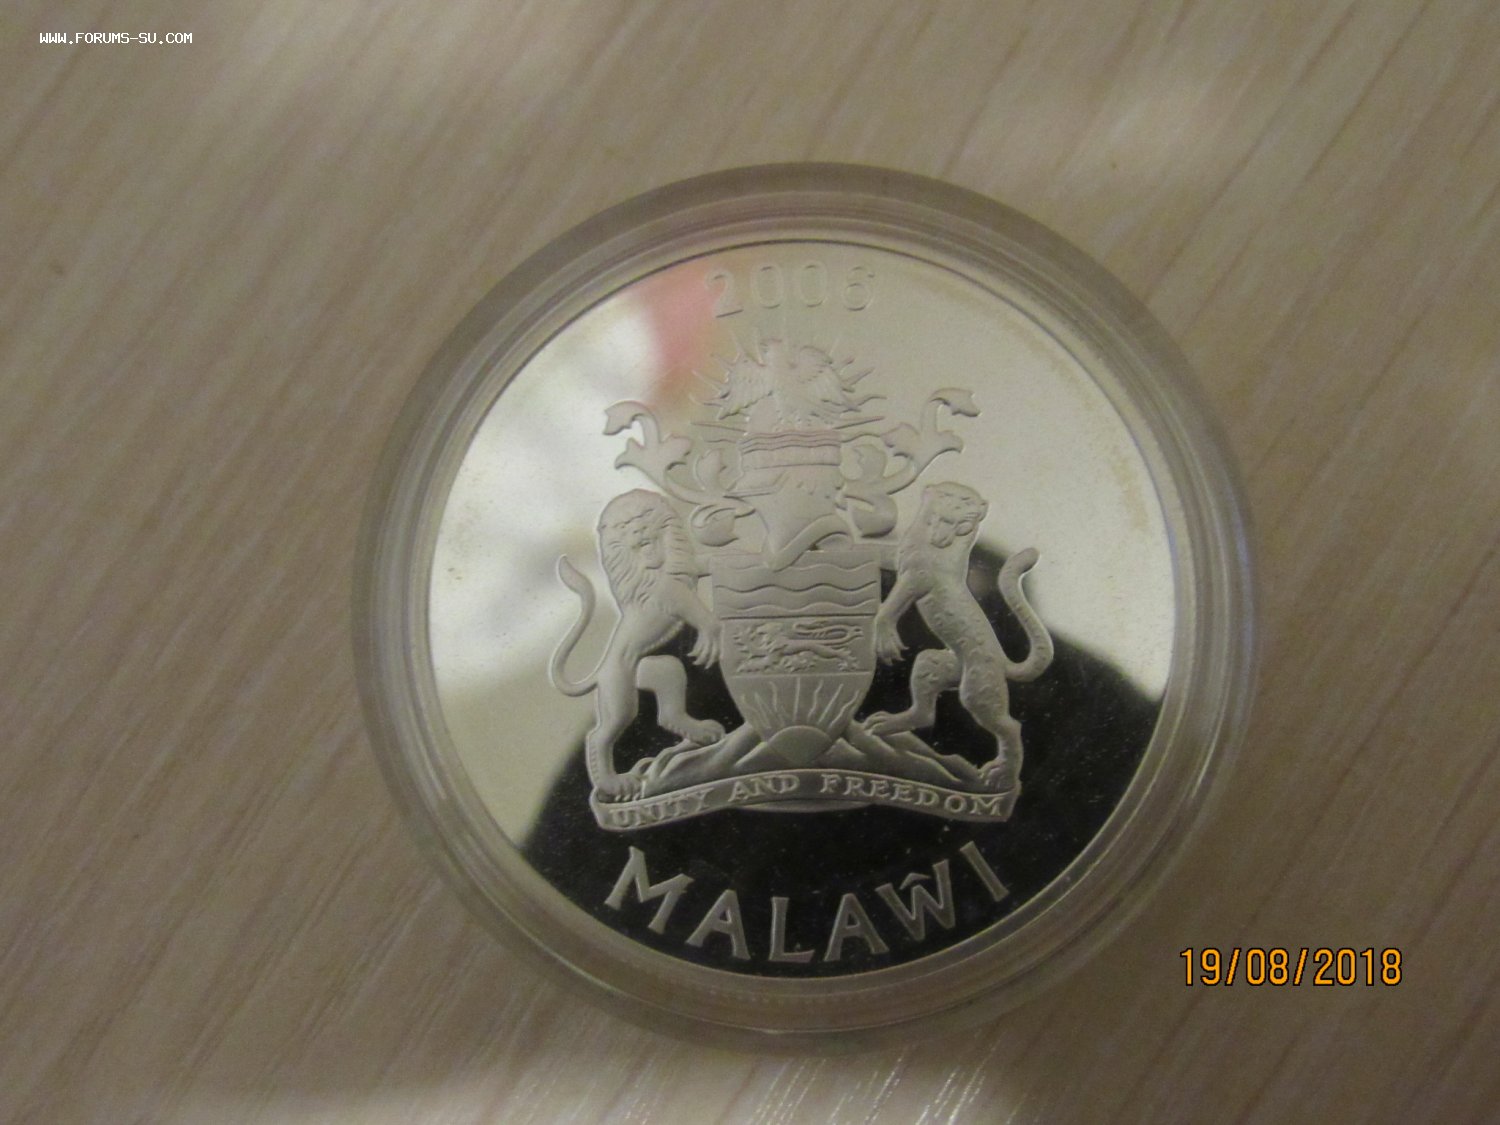 WWW.FORUMS-SU.COM
2006
UNITY AND FREEDOM
MALAŴI
19/08/2018